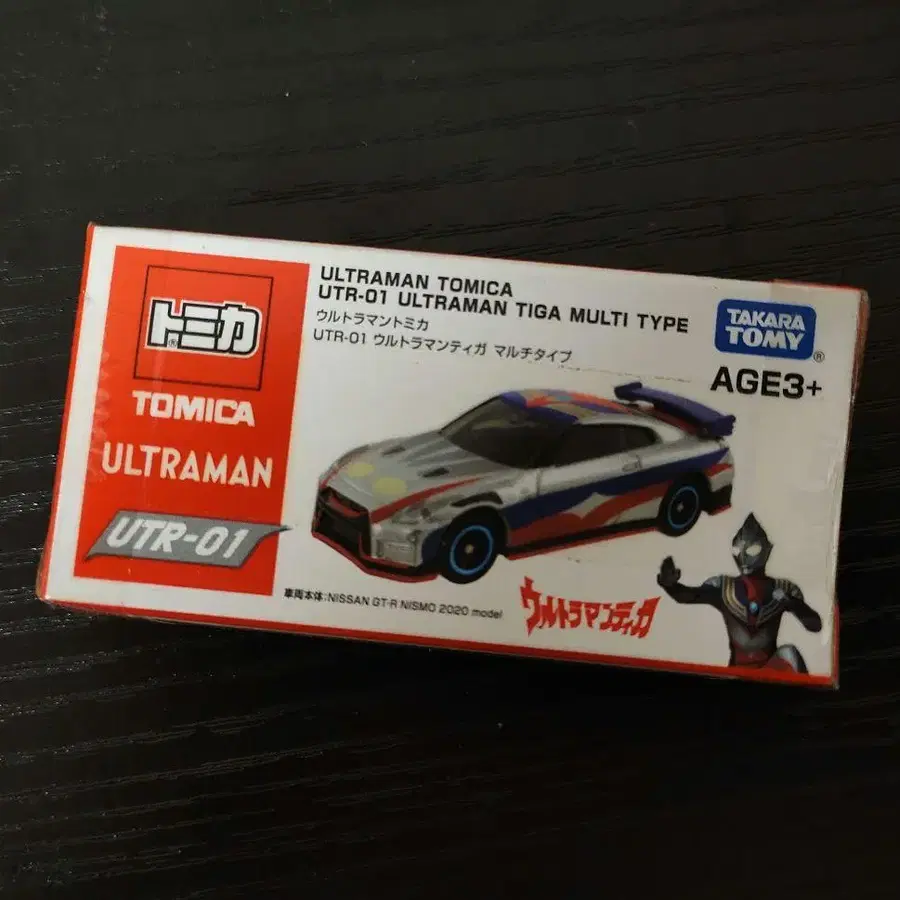 トミカ®
TOMICA
ULTRAMAN
UTR-01
ULTRAMAN TOMICA
UTR-01 ULTRAMAN TIGA MULTI TYPE
ウルトラマントミカ
UTR-01 ウルトラマンティガ マルチタイプ
TAKARA
TOMY®
AGE3+
車両本体:NISSAN GT-R NISMO 2020 model
ウルトラマンティガ